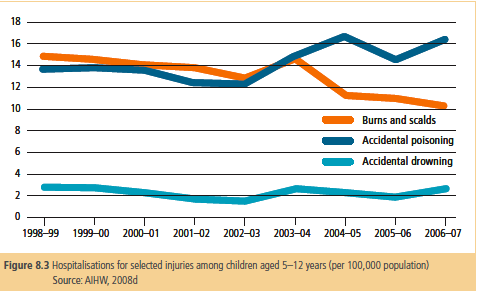 18
16
14
12
10
8
6
4
2
0
Burns and scalds
Accidental poisoning
Accidental drowning
1998–99 1999–00 2000–01 2001–02 2002–03 2003–04 2004–05 2005–06 2006–07
Figure 8.3 Hospitalisations for selected injuries among children aged 5–12 years (per 100,000 population)
Source: AIHW, 2008d